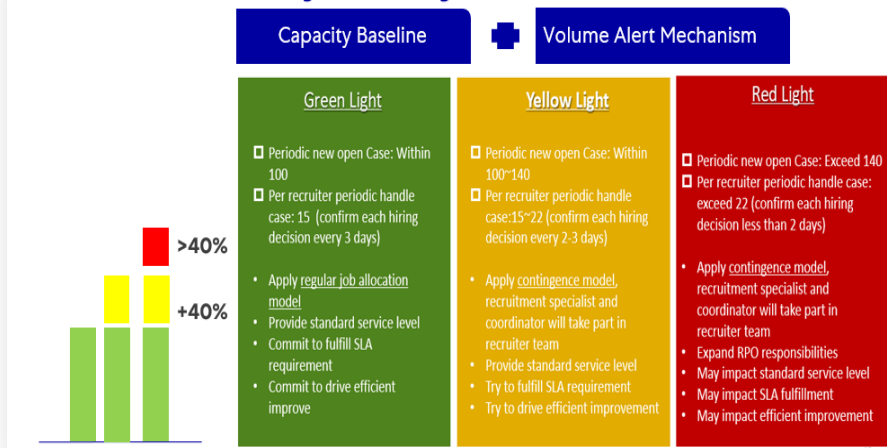 Capacity Baseline
Volume Alert Mechanism
Green Light
Periodic new open Case: Within
100
Per recruiter periodic handle
case: 15 (confirm each hiring
decision every 3 days)
• Apply regular job allocation
model
• Provide standard service level
• Commit to fulfill SLA
requirement
• Commit to drive efficient
improve
Yellow Light
Periodic new open Case: Within
100~140
Per recruiter periodic handle
case:15~22 (confirm each hiring
decision every 2-3 days)
• Apply contingence model,
recruitment specialist and
coordinator will take part in
recruiter team
• Provide standard service level
• Try to fulfill SLA requirement
• Try to drive efficient improvement
Red Light
Periodic new open Case: Exceed 140
Per recruiter periodic handle case:
exceed 22 (confirm each hiring
decision less than 2 days)
• Apply contingence model,
recruitment specialist and
coordinator will take part in
recruiter team
• Expand RPO responsibilities
• May impact standard service level
• May impact SLA fulfillment
• May impact efficient improvement
>40%
+40%